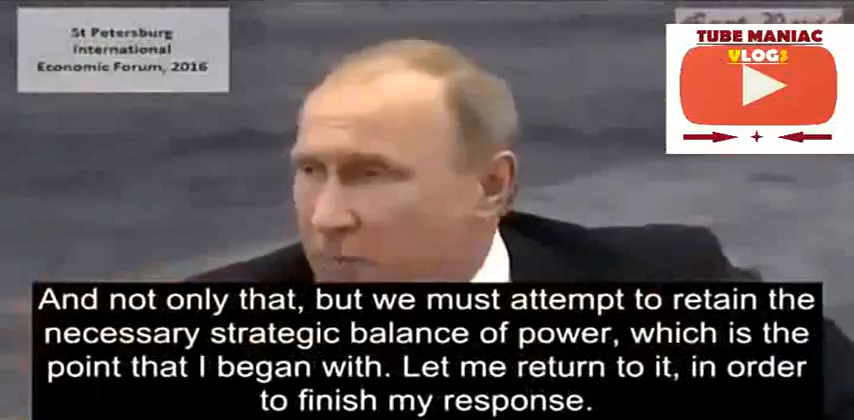 St Petersburg
International
Economic Forum, 2016
TUBE MANIAC
VLOGS
And not only that, but we must attempt to retain the
necessary strategic balance of power, which is the
point that I began with. Let me return to it, in order
to finish my response.